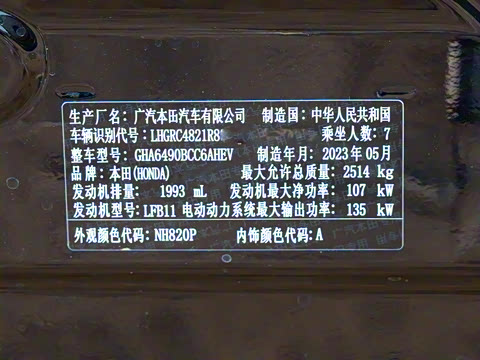 生产厂名：广汽本田汽车有限公司 制造国：中华人民共和国
车辆识别代号：LHGRC4821R8 乘坐人数：7
整车型号：GHA6490BCC6AHEV 制造年月：2023年05月
品牌：本田(HONDA) 最大允许总质量：2514 kg
发动机排量：1993 mL 发动机最大净功率：107 kW
发动机型号：LFB11 电动动力系统最大输出功率：135 kW
外观颜色代码：NH820P 内饰颜色代码：A